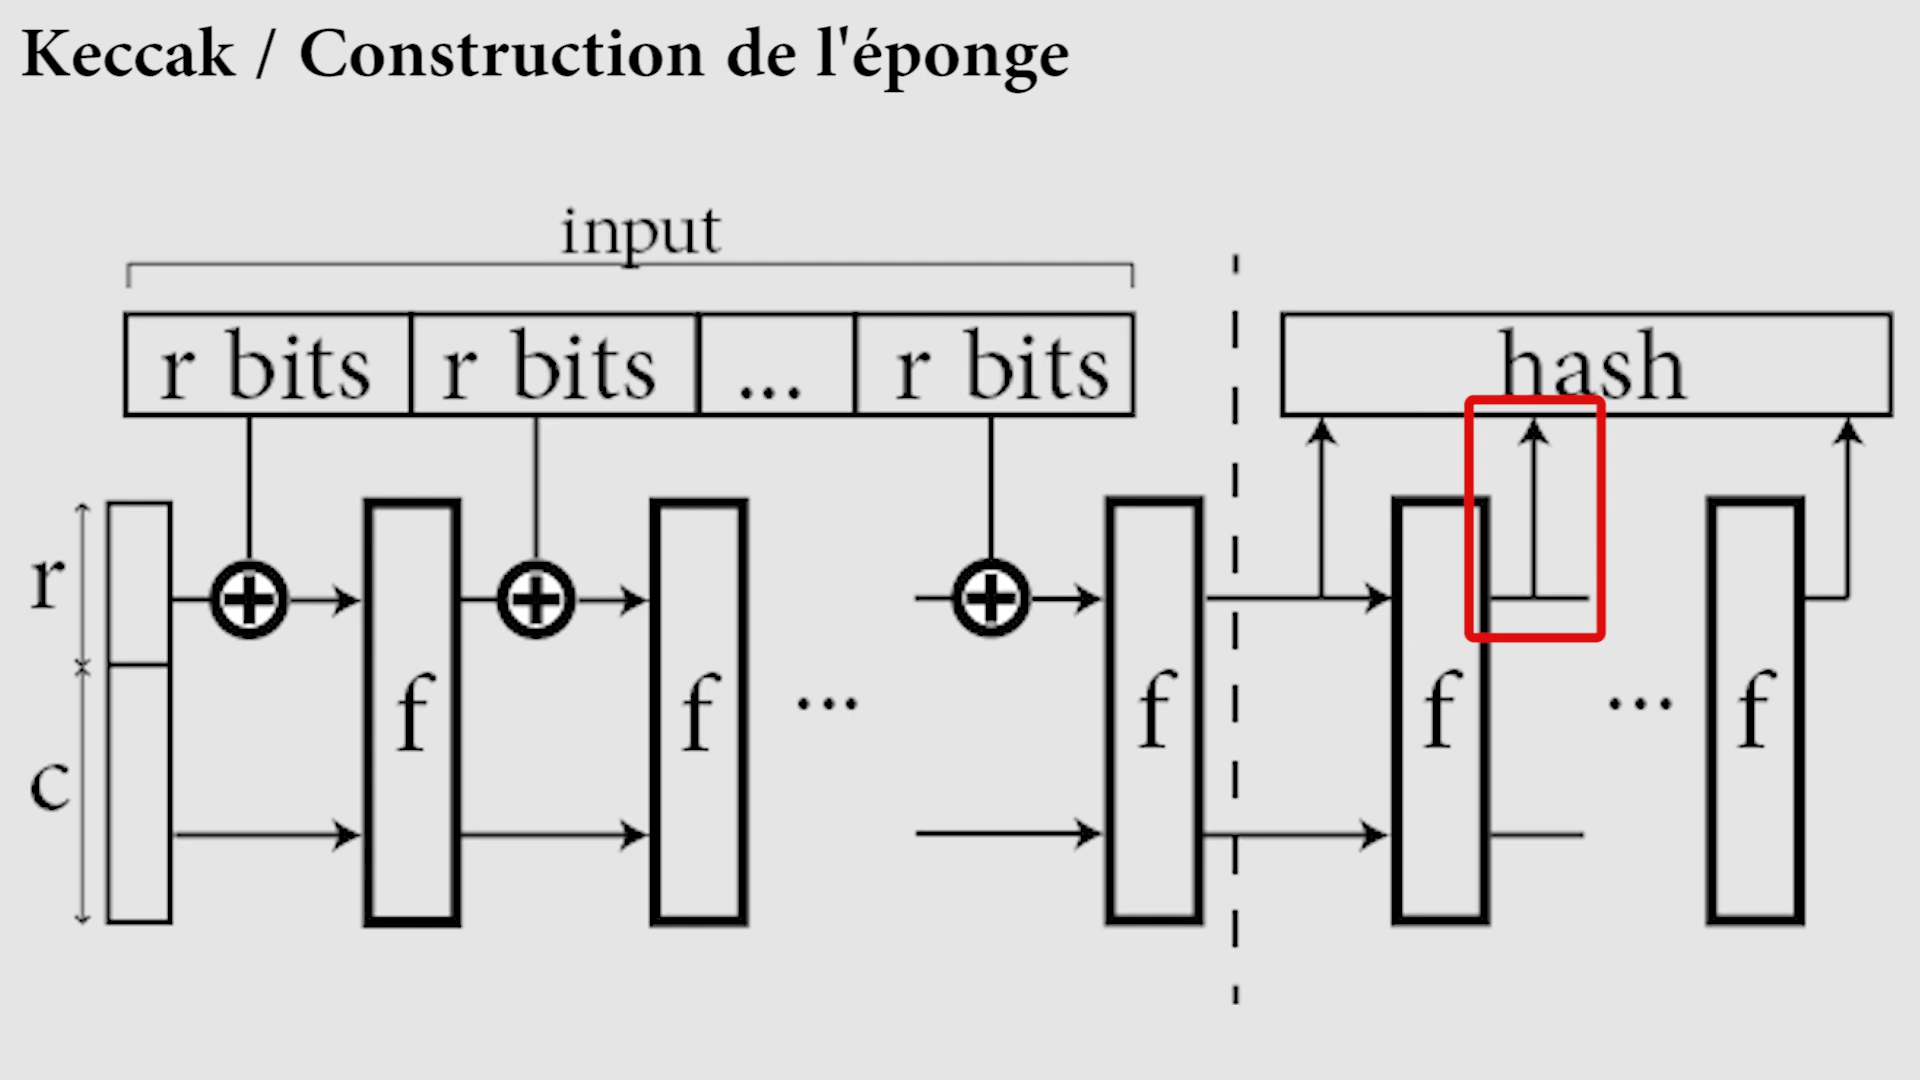 Keccak / Construction de l'éponge
input
r bits r bits ... r bits
hash
r
c
f f ... f f ... f